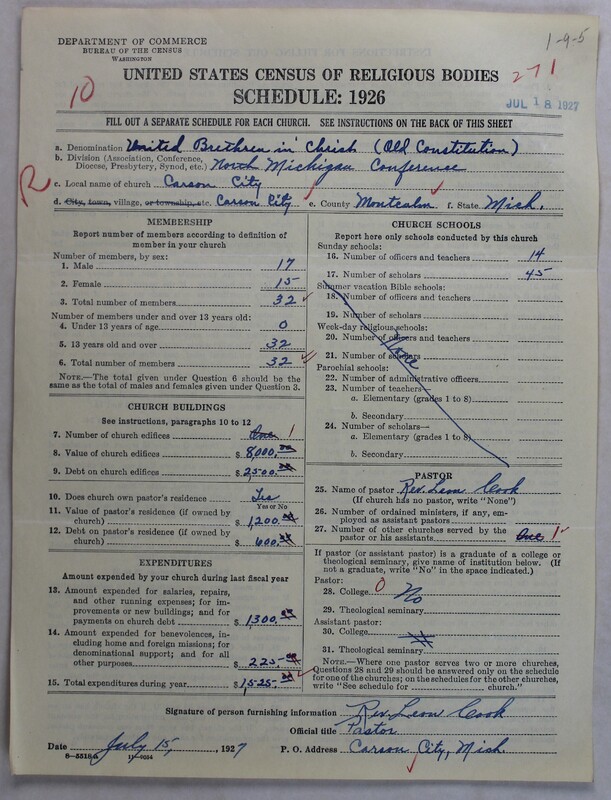 DEPARTMENT OF COMMERCE
BUREAU OF THE CENSUS
WASHINGTON
1-9-5
UNITED STATES CENSUS OF RELIGIOUS BODIES
271
10
SCHEDULE: 1926
JUL 18 1927
FILL OUT A SEPARATE SCHEDULE FOR EACH CHURCH. SEE INSTRUCTIONS ON THE BACK OF THIS SHEET
a. Denomination United Brethren in Christ (Old Constitution)
b. Division (Association, Conference, Diocese, Presbytery, Synod, etc.) North Michigan Conference
R
c. Local name of church Carson City
d. City, town, village, or township, etc. Carson City e. County Montcalm f. State Mich.
MEMBERSHIP
Report number of members according to definition of member in your church
Number of members, by sex:
1. Male 17
2. Female 15
3. Total number of members 32
Number of members under and over 13 years old:
4. Under 13 years of age 0
5. 13 years old and over 32
6. Total number of members 32
NOTE.—The total given under Question 6 should be the same as the total of males and females given under Question 3.
CHURCH BUILDINGS
See instructions, paragraphs 10 to 12
7. Number of church edifices One 1
8. Value of church edifices $ 8,000.00
9. Debt on church edifices $ 2500.00
10. Does church own pastor's residence Yes
Yes or No
11. Value of pastor's residence (if owned by church) $ 1,200.00
12. Debt on pastor's residence (if owned by church) $ 600.00
EXPENDITURES
Amount expended by your church during last fiscal year
13. Amount expended for salaries, repairs, and other running expenses; for improvements or new buildings; and for payments on church debt $ 1300.00
14. Amount expended for benevolences, including home and foreign missions; for denominational support; and for all other purposes $ 225.00
15. Total expenditures during year $ 1525.00
CHURCH SCHOOLS
Report here only schools conducted by this church
Sunday schools:
16. Number of officers and teachers 14
17. Number of scholars 45
Summer vacation Bible schools:
18. Number of officers and teachers
19. Number of scholars
Week-day religious schools:
20. Number of officers and teachers
None
21. Number of scholars
Parochial schools:
22. Number of administrative officers
23. Number of teachers—
a. Elementary (grades 1 to 8)
b. Secondary
24. Number of scholars—
a. Elementary (grades 1 to 8)
b. Secondary
PASTOR
25. Name of pastor Rev. Leon Cook
(If church has no pastor, write "None")
26. Number of ordained ministers, if any, employed as assistant pastors
27. Number of other churches served by the pastor or his assistants One 1
If pastor (or assistant pastor) is a graduate of a college or theological seminary, give name of institution below. (If not a graduate, write "No" in the space indicated.)
Pastor:
28. College 0 No
29. Theological seminary
Assistant pastor:
30. College
31. Theological seminary
NOTE.—Where one pastor serves two or more churches, Questions 28 and 29 should be answered only on the schedule for one of the churches; on the schedules for the other churches, write "See schedule for ........ church."
Signature of person furnishing information Rev. Leon Cook
Official title Pastor
Date July 15, 1927 P. O. Address Carson City, Mich.
8-5518a 11-9024